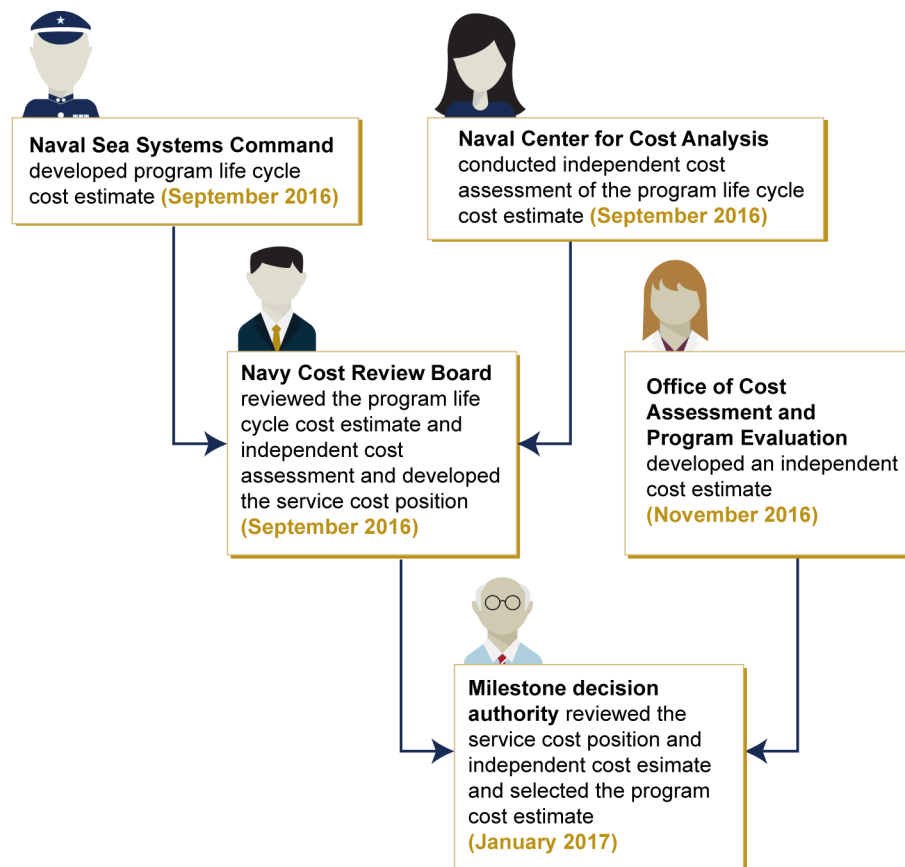 Naval Sea Systems Command
developed program life cycle
cost estimate (September 2016)
Naval Center for Cost Analysis
conducted independent cost
assessment of the program life cycle
cost estimate (September 2016)
Navy Cost Review Board
reviewed the program life
cycle cost estimate and
independent cost
assessment and developed
the service cost position
(September 2016)
Office of Cost
Assessment and
Program Evaluation
developed an independent
cost estimate
(November 2016)
Milestone decision
authority reviewed the
service cost position and
independent cost esimate
and selected the program
cost estimate
(January 2017)